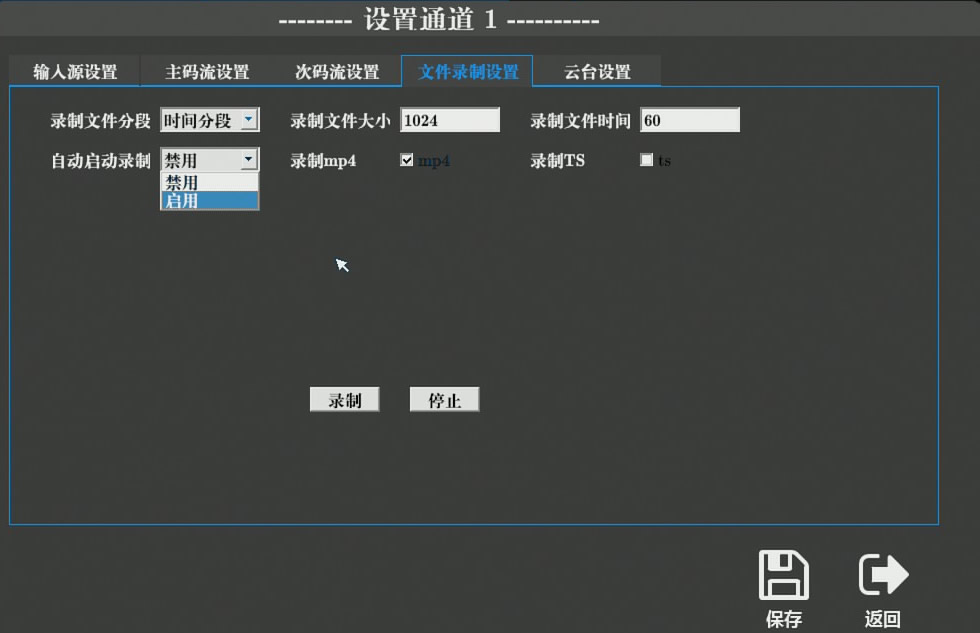 -------- 设置通道 1 ----------
输入源设置 主码流设置 次码流设置 文件录制设置 云台设置
录制文件分段 时间分段 录制文件大小 1024 录制文件时间 60
自动启动录制 禁用 录制mp4 mp4 录制TS ts
禁用
启用
录制 停止
保存 返回